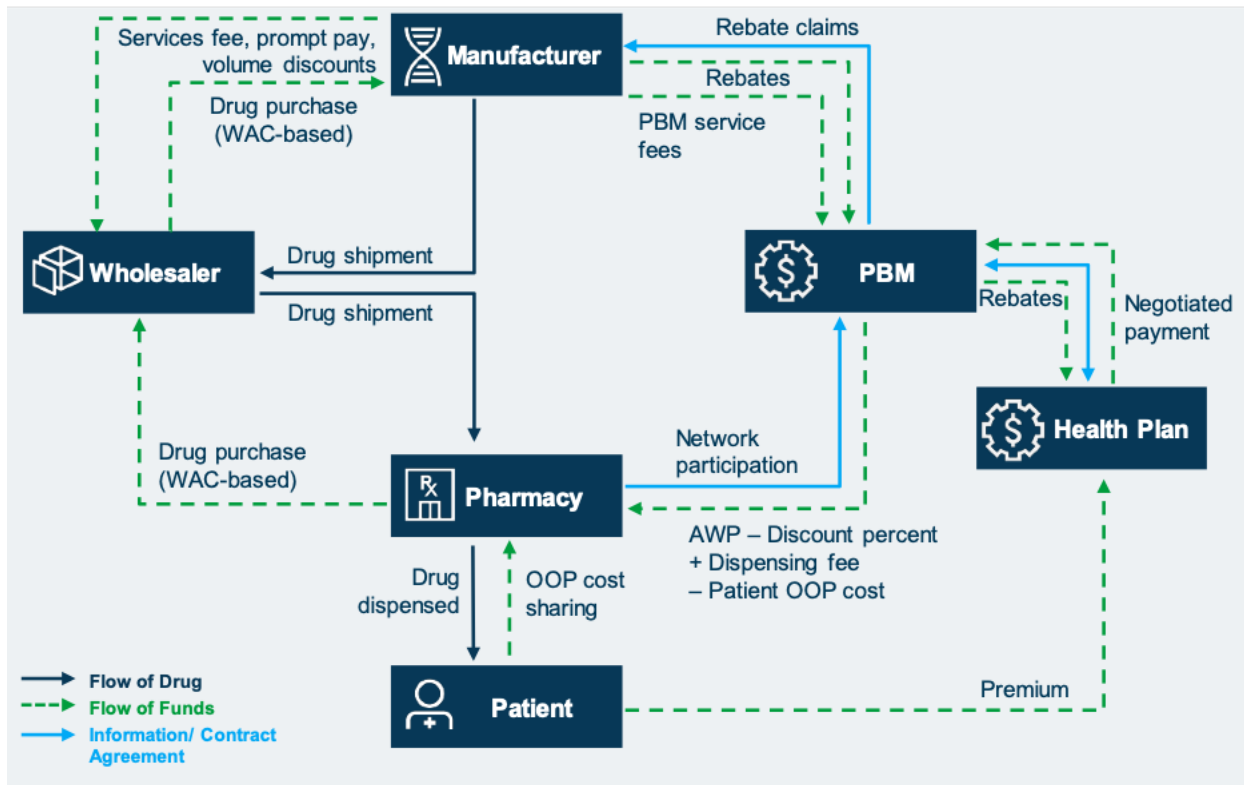 Services fee, prompt pay,
volume discounts
Manufacturer
Rebate claims
Rebates
Drug purchase
(WAC-based)
PBM service
fees
Drug shipment
Wholesaler
Drug shipment
$
PBM
Rebates
Negotiated
payment
$
Health Plan
Drug purchase
(WAC-based)
Network
participation
Rx
Pharmacy
AWP – Discount percent
+ Dispensing fee
– Patient OOP cost
Drug
dispensed
OOP cost
sharing
Patient
Premium
Flow of Drug
Flow of Funds
Information/ Contract
Agreement